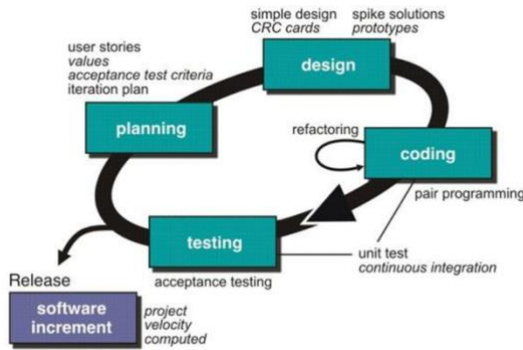 simple design
CRC cards
spike solutions
prototypes
design
user stories
values
acceptance test criteria
iteration plan
planning
refactoring
coding
pair programming
testing
acceptance testing
unit test
continuous integration
Release
software
increment
project
velocity
computed